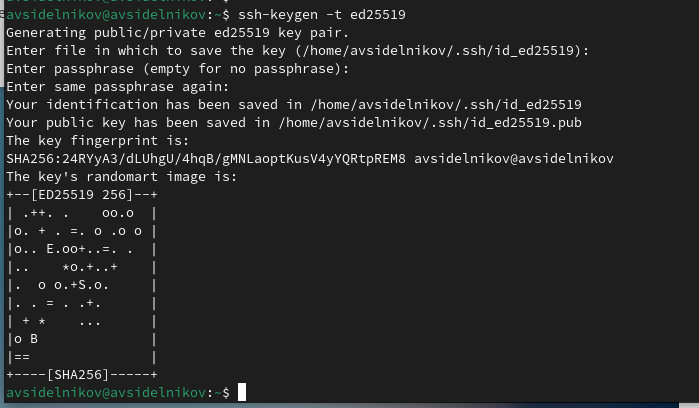 avsidelnikov@avsidelnikov:~$ ssh-keygen -t ed25519
Generating public/private ed25519 key pair.
Enter file in which to save the key (/home/avsidelnikov/.ssh/id_ed25519):
Enter passphrase (empty for no passphrase):
Enter same passphrase again:
Your identification has been saved in /home/avsidelnikov/.ssh/id_ed25519
Your public key has been saved in /home/avsidelnikov/.ssh/id_ed25519.pub
The key fingerprint is:
SHA256:24RYyA3/dLUhgU/4hqB/gMNLaoptKusV4yYQRtpREM8 avsidelnikov@avsidelnikov
The key's randomart image is:
+--[ED25519 256]--+
| .++. .    oo.o  |
|o. + . =. o .o o |
|o.. E.oo+..=. .  |
|..    *o.+..+    |
|.  o o.+S.o.     |
|. . = . .+.      |
| + *    ...      |
|o B              |
|==               |
+----[SHA256]-----+
avsidelnikov@avsidelnikov:~$